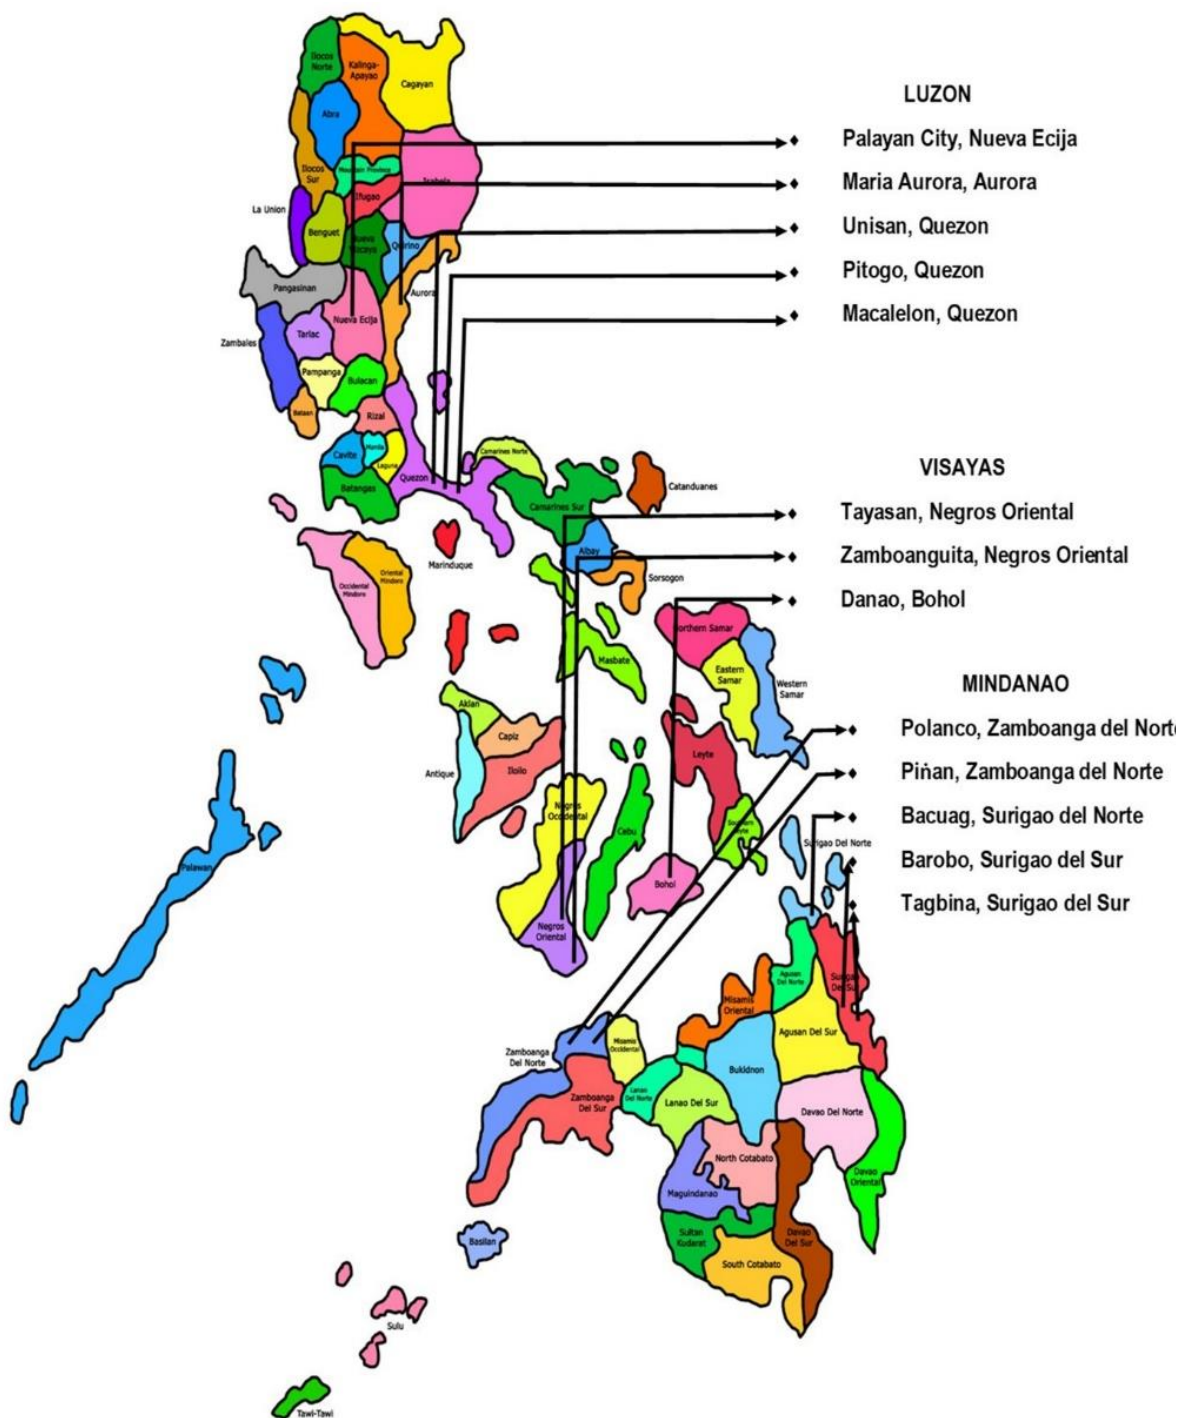 LUZON
Palayan City, Nueva Ecija
Maria Aurora, Aurora
Unisan, Quezon
Pitogo, Quezon
Macalelon, Quezon
VISAYAS
Tayasan, Negros Oriental
Zamboanguita, Negros Oriental
Danao, Bohol
MINDANAO
Polanco, Zamboanga del Norte
Piñan, Zamboanga del Norte
Bacuag, Surigao del Norte
Barobo, Surigao del Sur
Tagbina, Surigao del Sur
Ilocos
Norte
Kalinga-
Apayao
Cagayan
Abra
Ilocos
Sur
Mountain Province
Isabela
Ifugao
La Union
Benguet
Nueva
Vizcaya
Quirino
Pangasinan
Aurora
Nueva Ecija
Zambales
Tarlac
Pampanga
Bulacan
Bataan
Rizal
Cavite
Manila
Laguna
Batangas
Quezon
Camarines Norte
Camarines Sur
Catanduanes
Albay
Sorsogon
Marinduque
Occidental
Mindoro
Oriental
Mindoro
Masbate
Northern Samar
Eastern
Samar
Western
Samar
Aklan
Capiz
Antique
Iloilo
Leyte
Negros
Occidental
Cebu
Southern
Leyte
Surigao Del Norte
Bohol
Palawan
Negros
Oriental
Agusan
Del Norte
Surigao
Del Sur
Misamis
Oriental
Agusan Del Sur
Zamboanga
Del Norte
Misamis
Occidental
Bukidnon
Zamboanga
Del Sur
Lanao
Del Norte
Lanao Del Sur
Davao Del Norte
North Cotabato
Davao
Oriental
Maguindanao
Sultan
Kudarat
Davao
Del Sur
South Cotabato
Basilan
Sulu
Tawi-Tawi